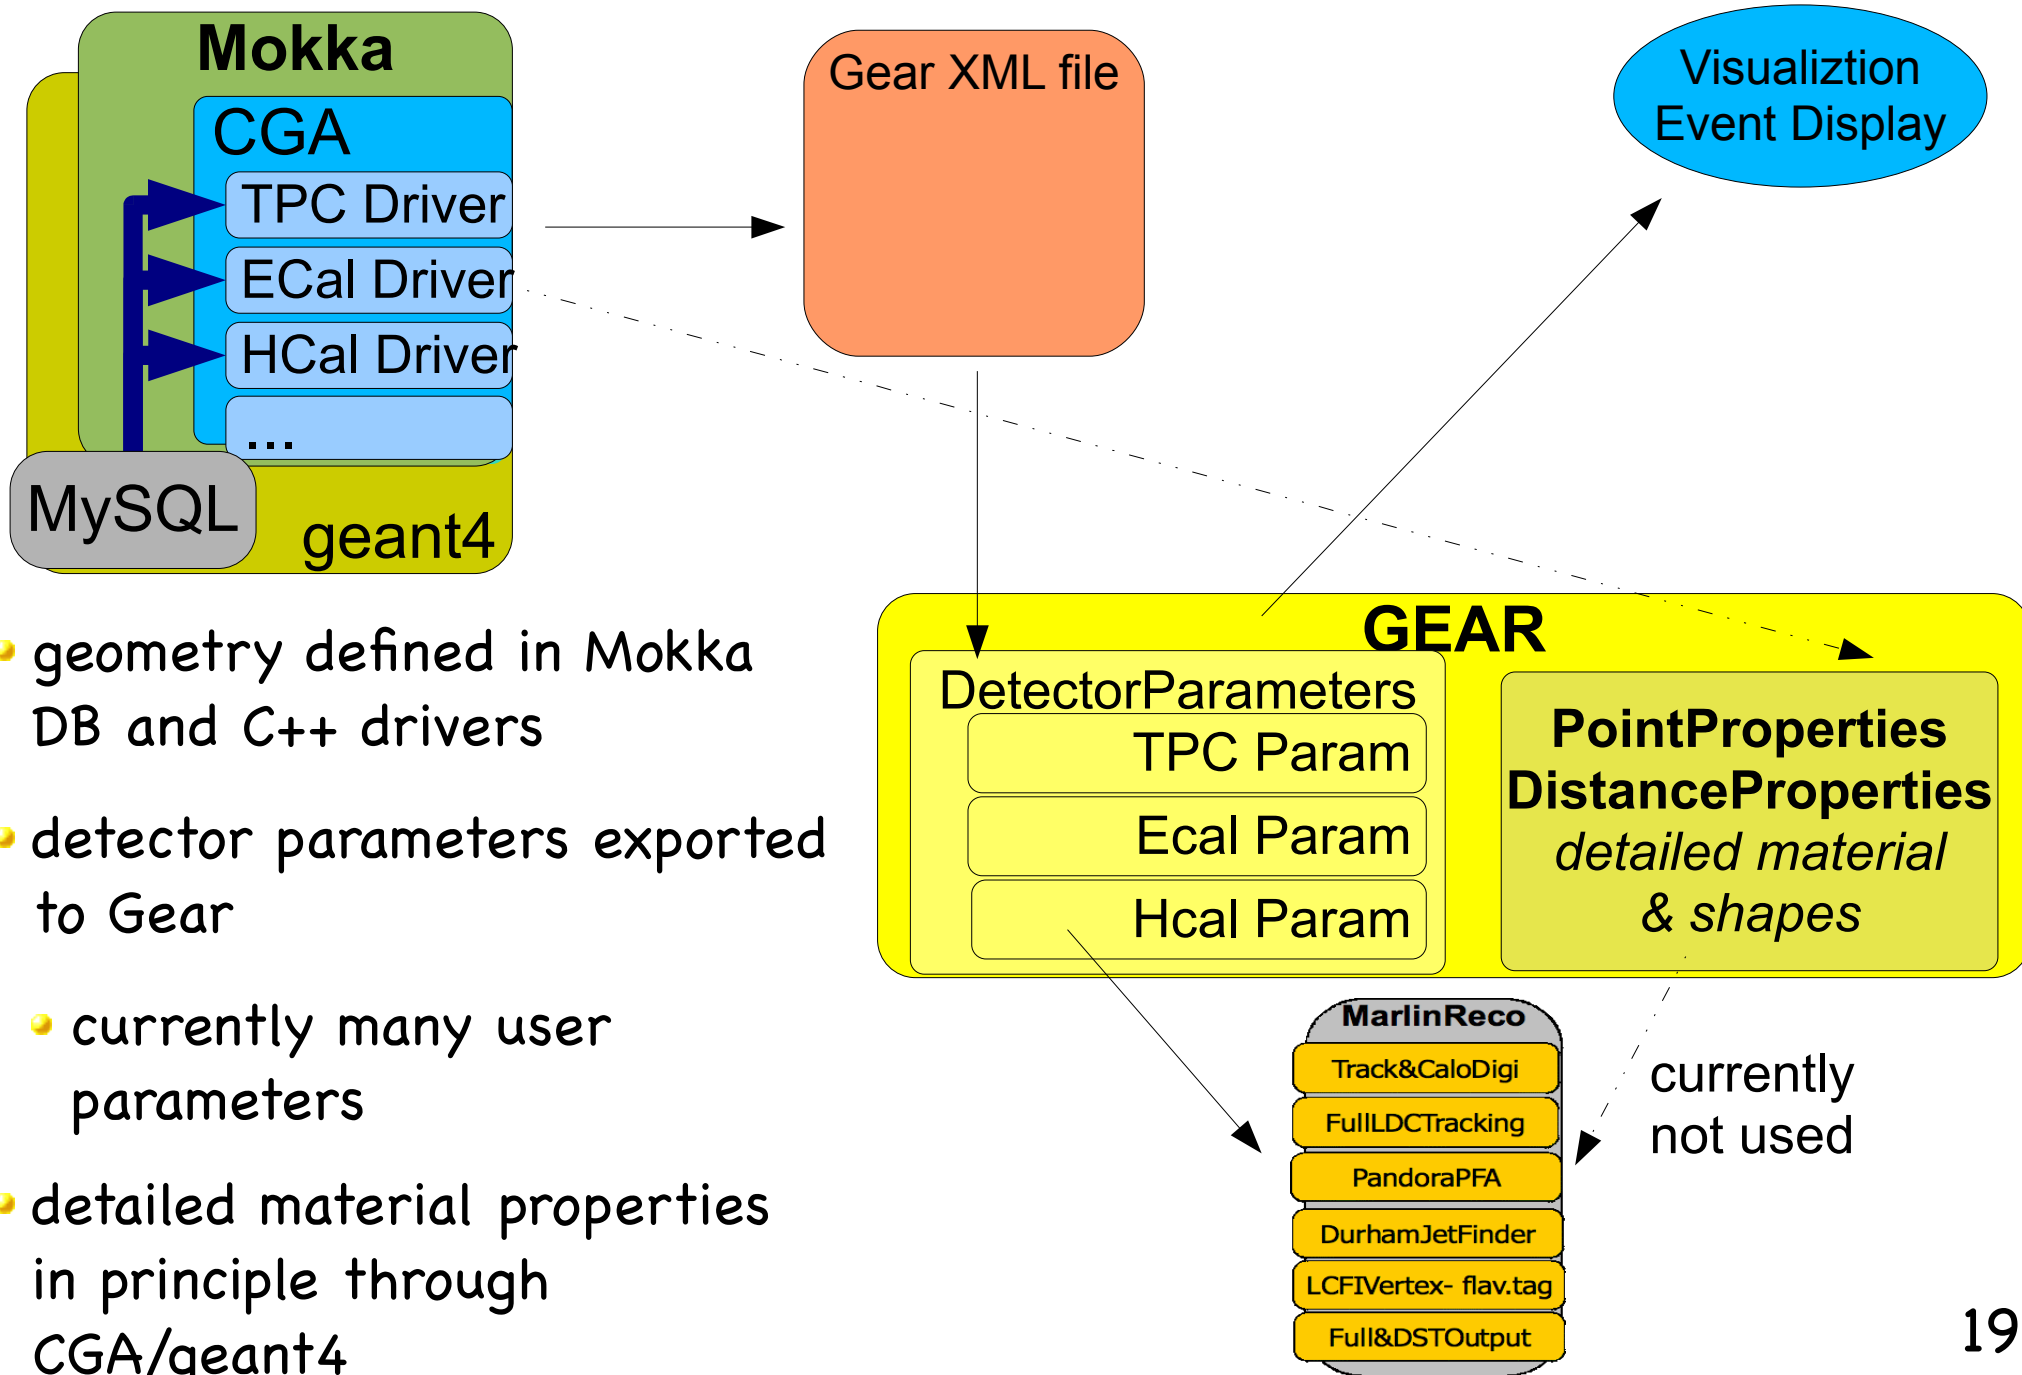 Mokka
CGA
TPC Driver
ECal Driver
HCal Driver
...
MySQL
geant4
Gear XML file
Visualiztion
Event Display
geometry defined in Mokka
DB and C++ drivers
detector parameters exported
to Gear
currently many user
parameters
detailed material properties
in principle through
CGA/geant4
GEAR
DetectorParameters
TPC Param
Ecal Param
Hcal Param
PointProperties
DistanceProperties
detailed material
& shapes
MarlinReco
Track&CaloDigi
FullLDCTracking
PandoraPFA
DurhamJetFinder
LCFIVertex- flav.tag
Full&DSTOutput
currently
not used
19